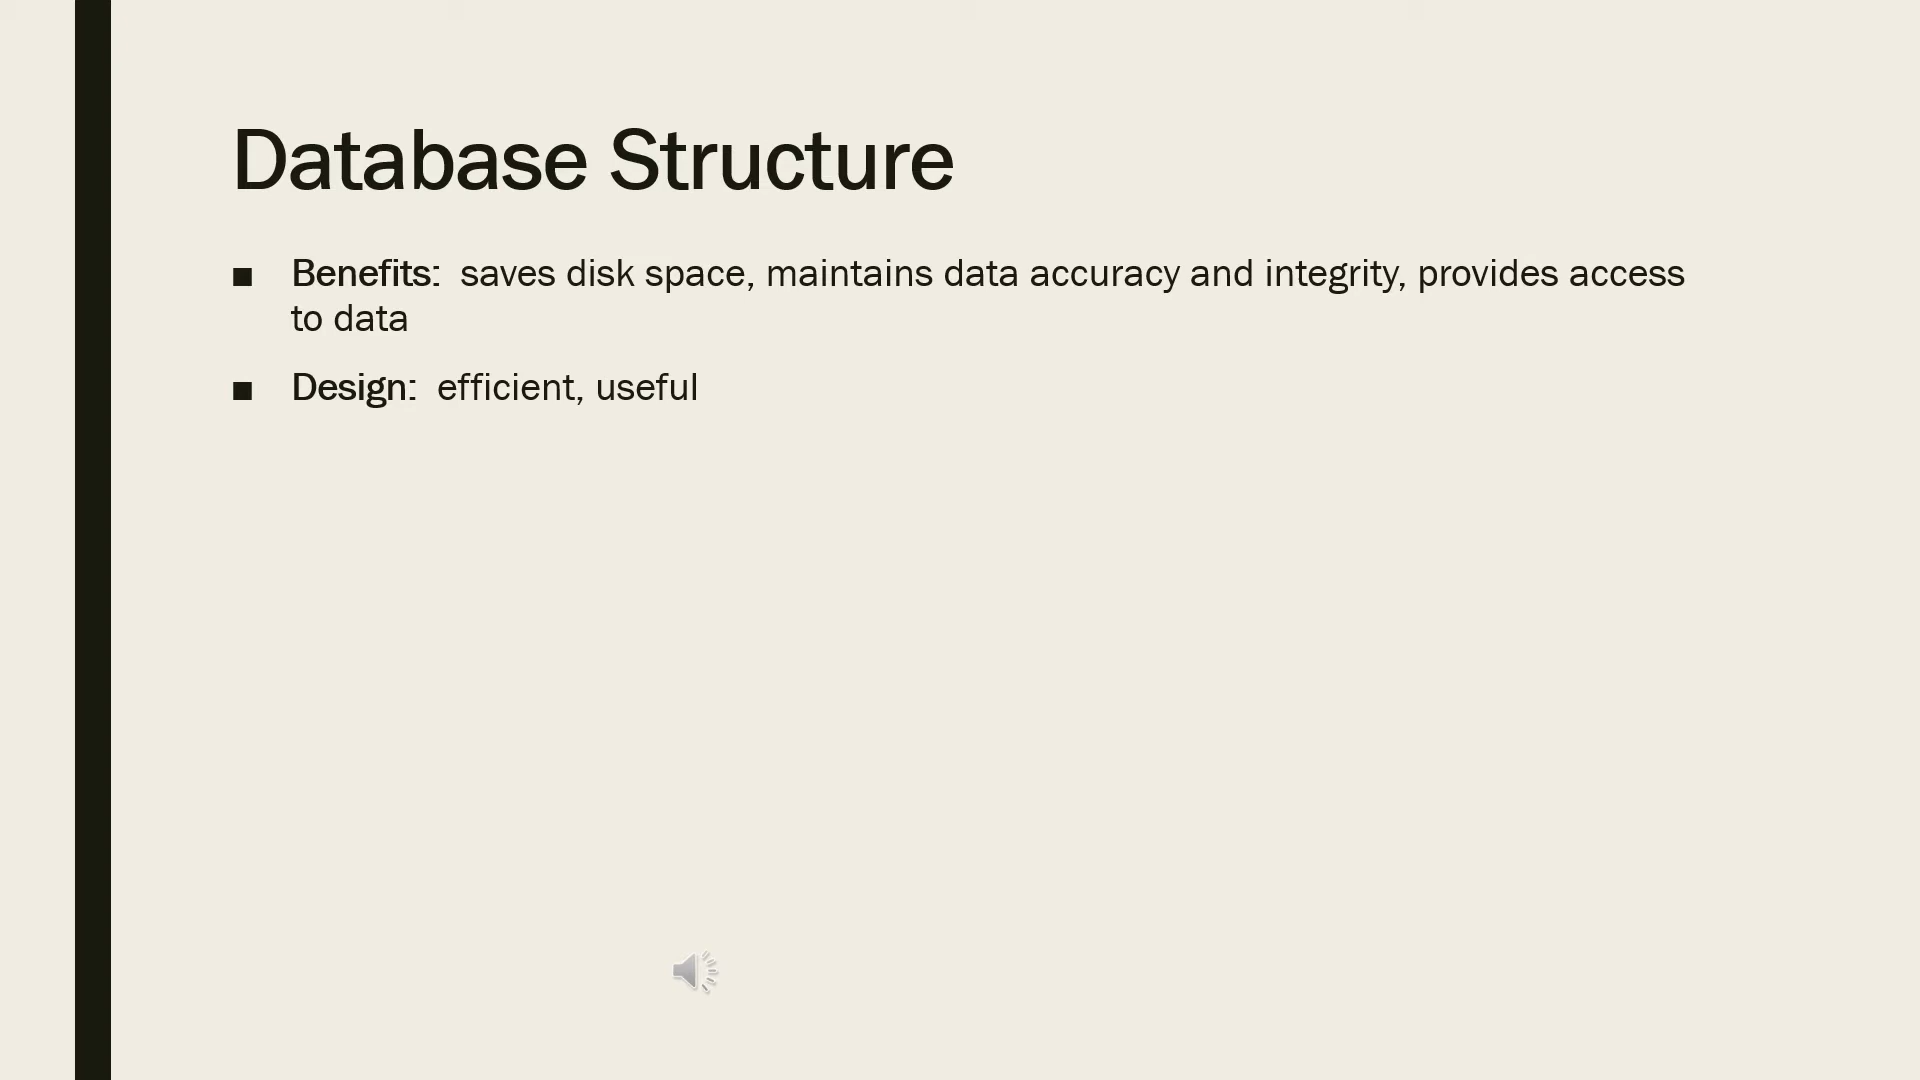 Database Structure
■ Benefits: saves disk space, maintains data accuracy and integrity, provides access
to data
■ Design: efficient, useful